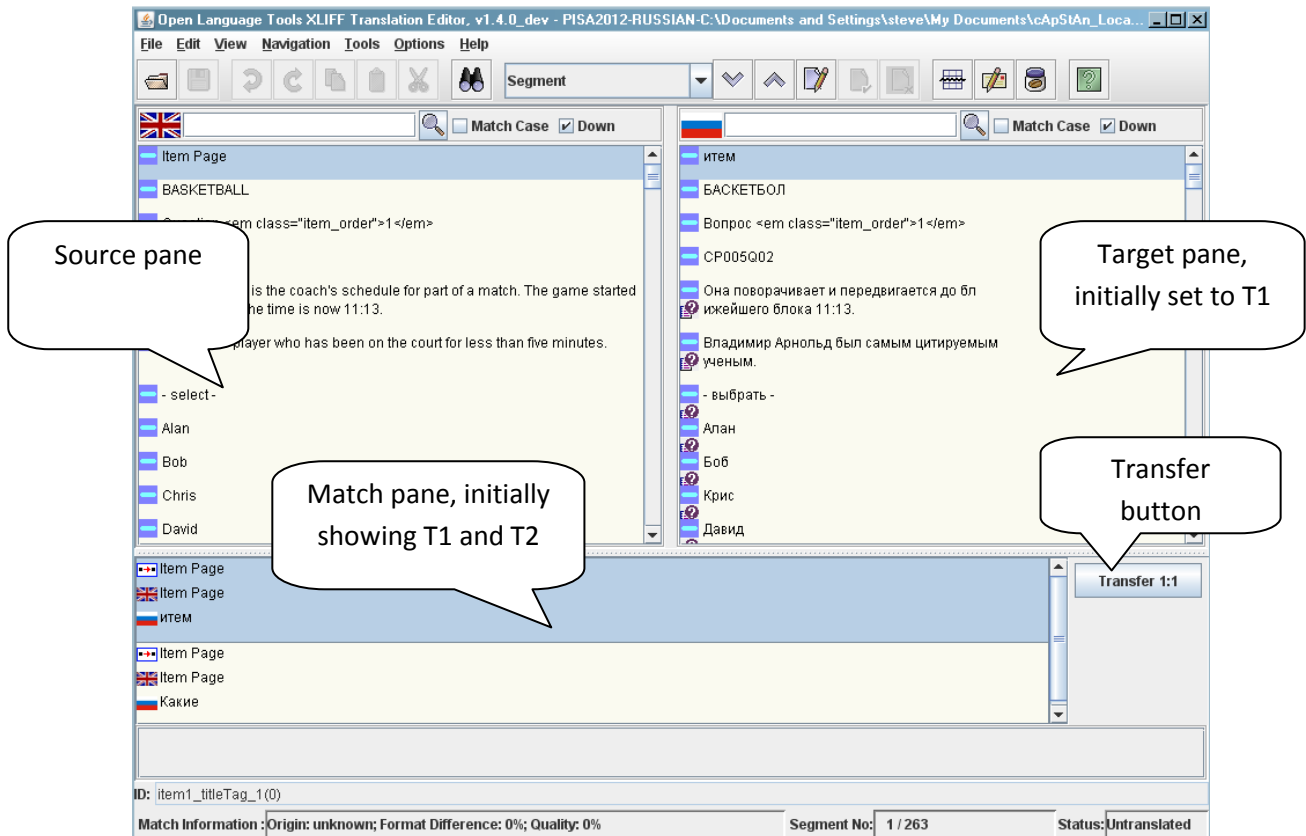 Open Language Tools XLIFF Translation Editor, v1.4.0_dev - PISA2012-RUSSIAN-C:\Documents and Settings\steve\My Documents\cApStAn_Loca...
File Edit View Navigation Tools Options Help
Segment
Match Case Down
Match Case Down
Item Page
BASKETBALL
<em class="item_order">1</em>
is the coach's schedule for part of a match. The game started
he time is now 11:13.
player who has been on the court for less than five minutes.
- select -
Alan
Bob
Chris
David
итем
БАСКЕТБОЛ
Вопрос <em class="item_order">1</em>
CP005Q02
Она поворачивает и передвигается до бл
ижейшего блока 11:13.
Владимир Арнольд был самым цитируемым
ученым.
- выбрать -
Алан
Боб
Крис
Давид
Source pane
Target pane,
initially set to T1
Match pane, initially
showing T1 and T2
Transfer
button
Item Page
Item Page
итем
Item Page
Item Page
Какие
Transfer 1:1
ID: item1_titleTag_1(0)
Match Information : Origin: unknown; Format Difference: 0%; Quality: 0% Segment No: 1 / 263 Status: Untranslated